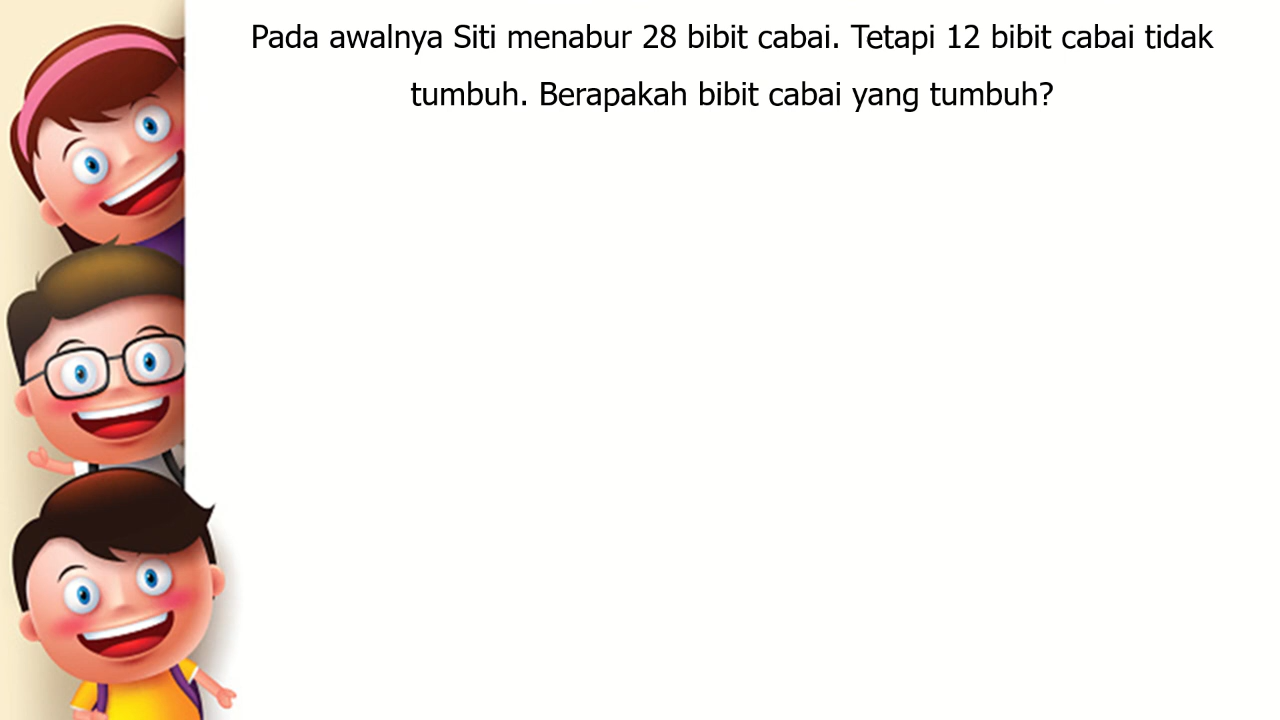 Pada awalnya Siti menabur 28 bibit cabai. Tetapi 12 bibit cabai tidak
tumbuh. Berapakah bibit cabai yang tumbuh?